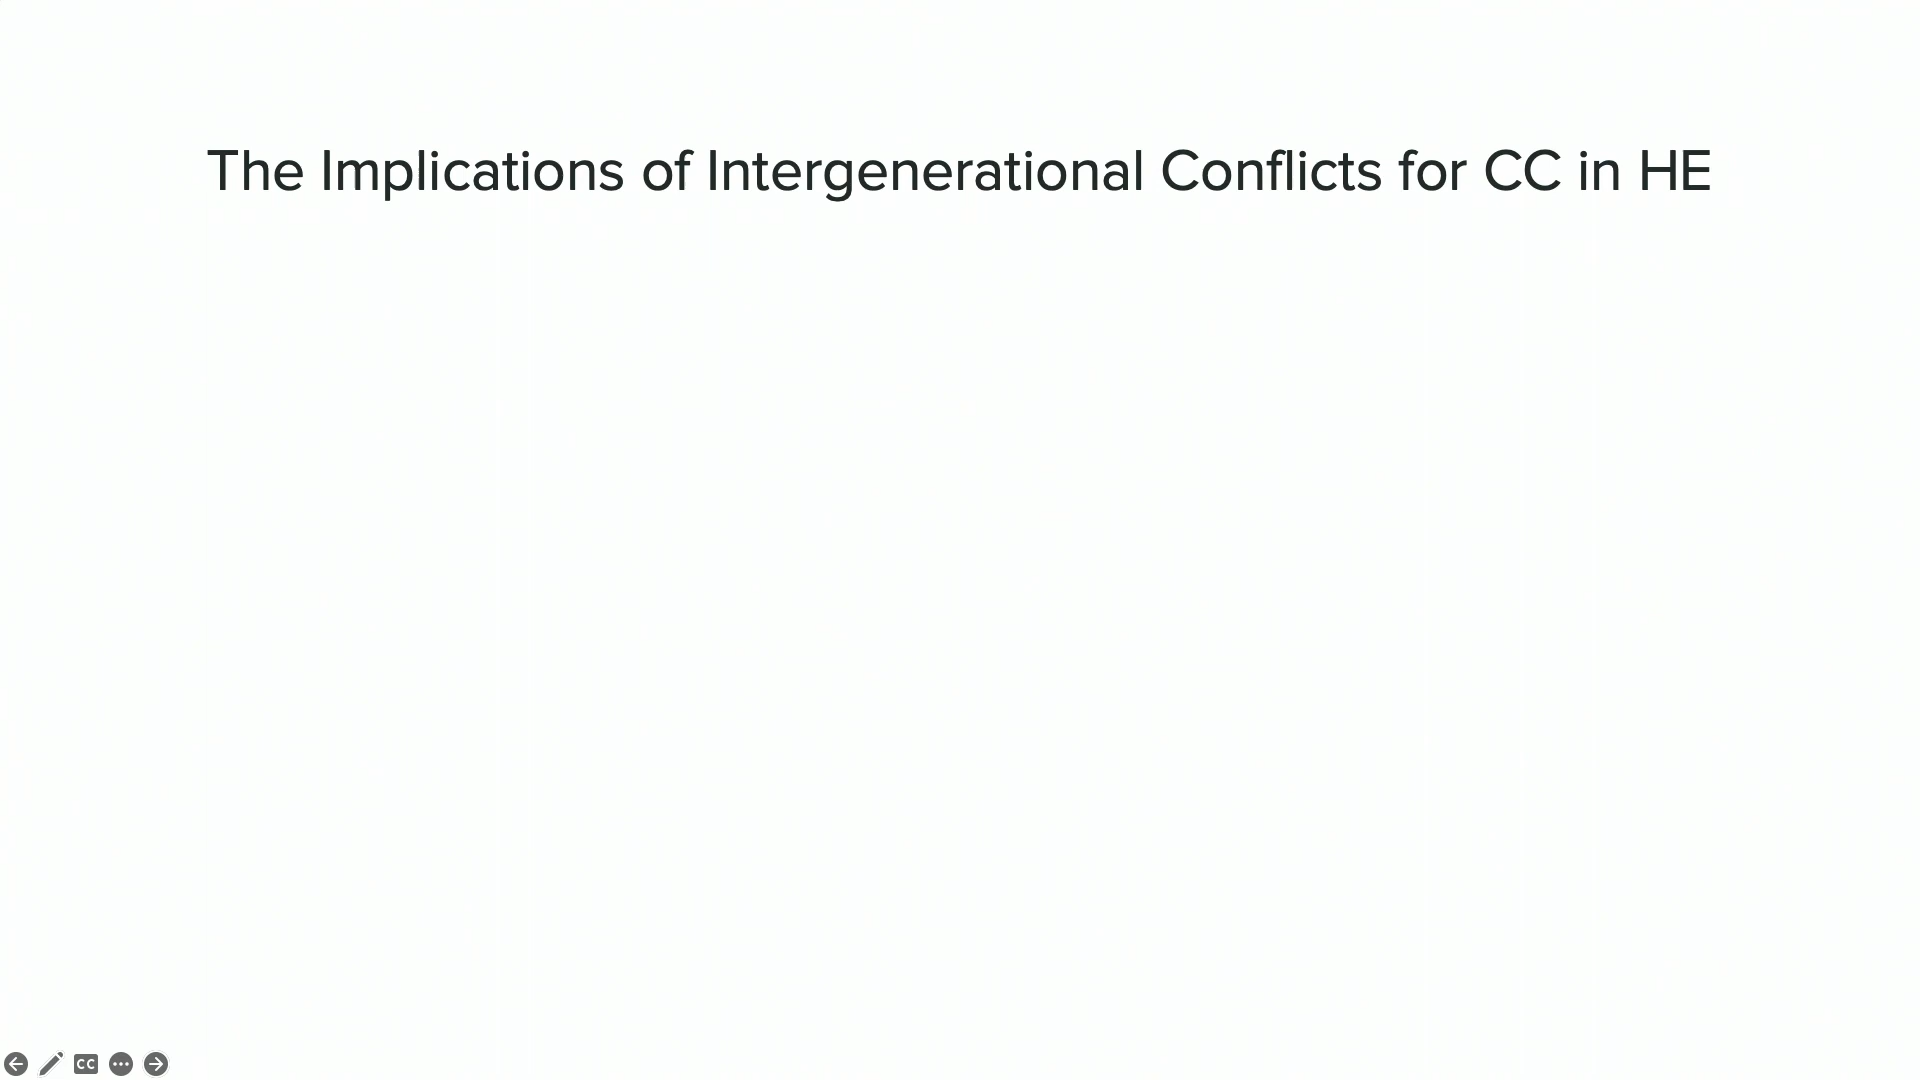 The Implications of Intergenerational Conflicts for CC in HE
CC